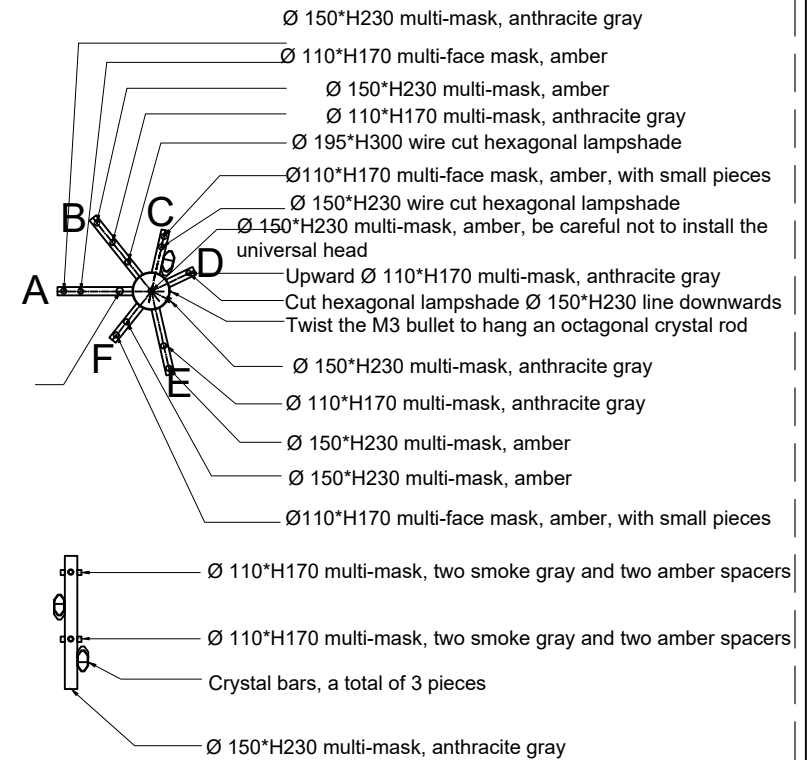 Ø 150*H230 multi-mask, anthracite gray
Ø 110*H170 multi-face mask, amber
Ø 150*H230 multi-mask, amber
Ø 110*H170 multi-mask, anthracite gray
Ø 195*H300 wire cut hexagonal lampshade
Ø110*H170 multi-face mask, amber, with small pieces
Ø 150*H230 wire cut hexagonal lampshade
Ø 150*H230 multi-mask, amber, be careful not to install the
universal head
Upward Ø 110*H170 multi-mask, anthracite gray
Cut hexagonal lampshade Ø 150*H230 line downwards
Twist the M3 bullet to hang an octagonal crystal rod
Ø 150*H230 multi-mask, anthracite gray
Ø 110*H170 multi-mask, anthracite gray
Ø 150*H230 multi-mask, amber
Ø 150*H230 multi-mask, amber
Ø110*H170 multi-face mask, amber, with small pieces
B
C
D
A
F
E
Ø 110*H170 multi-mask, two smoke gray and two amber spacers
Ø 110*H170 multi-mask, two smoke gray and two amber spacers
Crystal bars, a total of 3 pieces
Ø 150*H230 multi-mask, anthracite gray